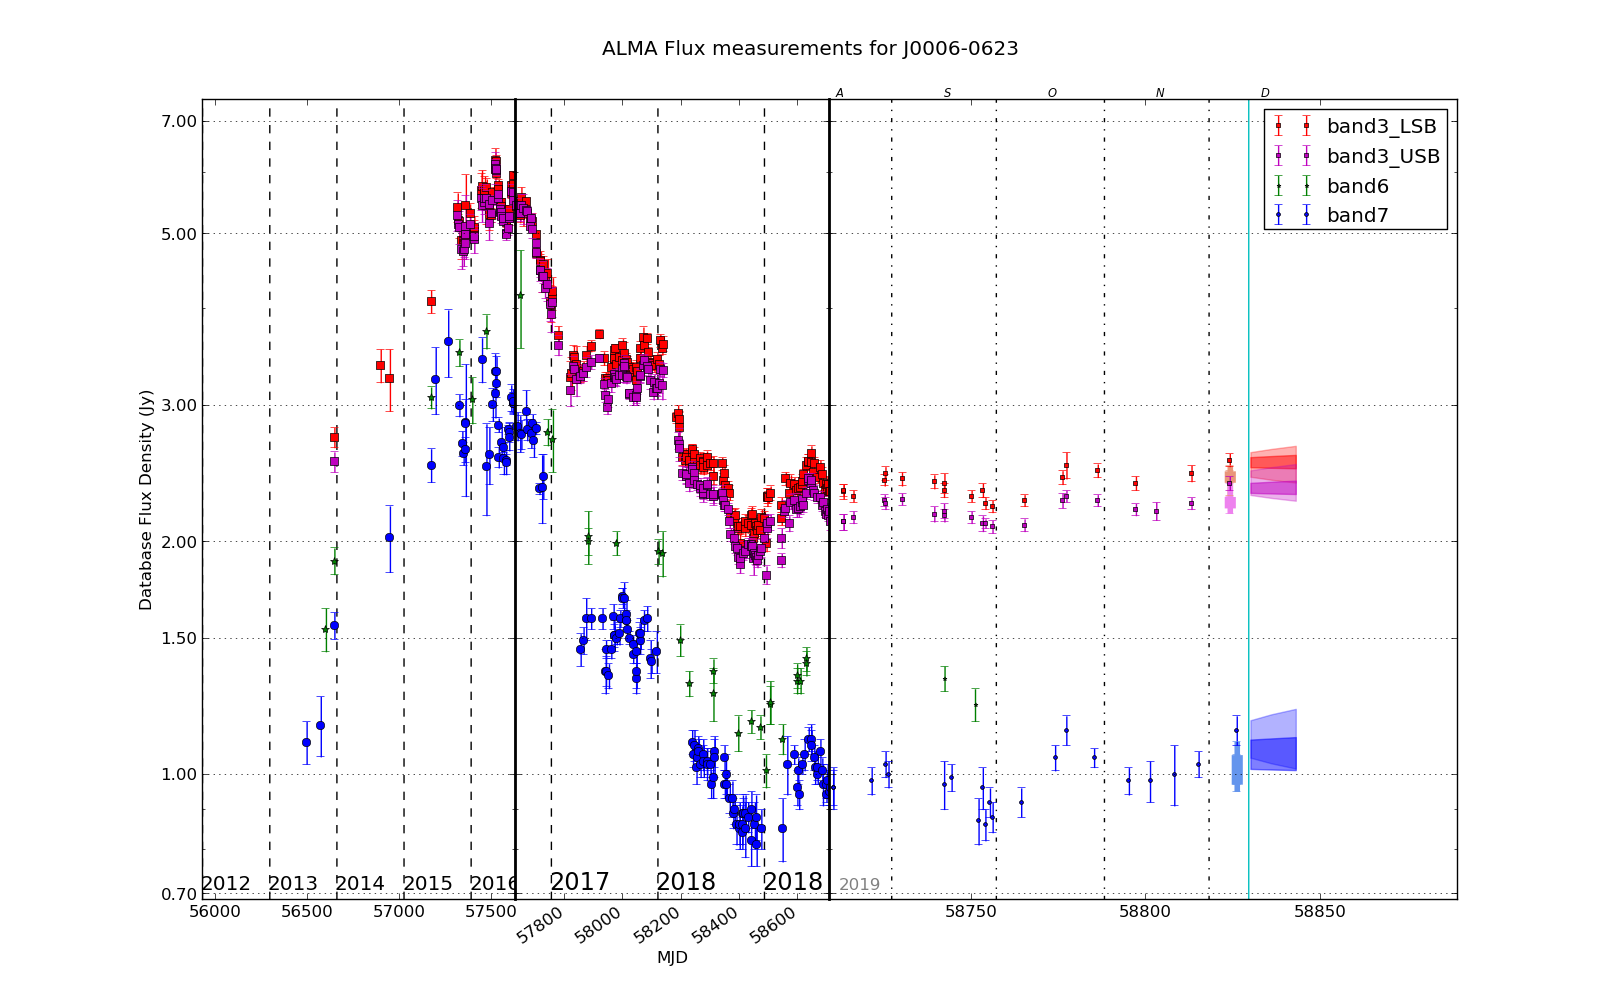 ALMA Flux measurements for J0006-0623
A S O N D
7.00
5.00
3.00
2.00
1.50
1.00
0.70
Database Flux Density (Jy)
band3_LSB
band3_USB
band6
band7
2012 2013 2014 2015 2016 2017 2018 2018 2019
56000 56500 57000 57500 57800 58000 58200 58400 58600 58750 58800 58850
MJD